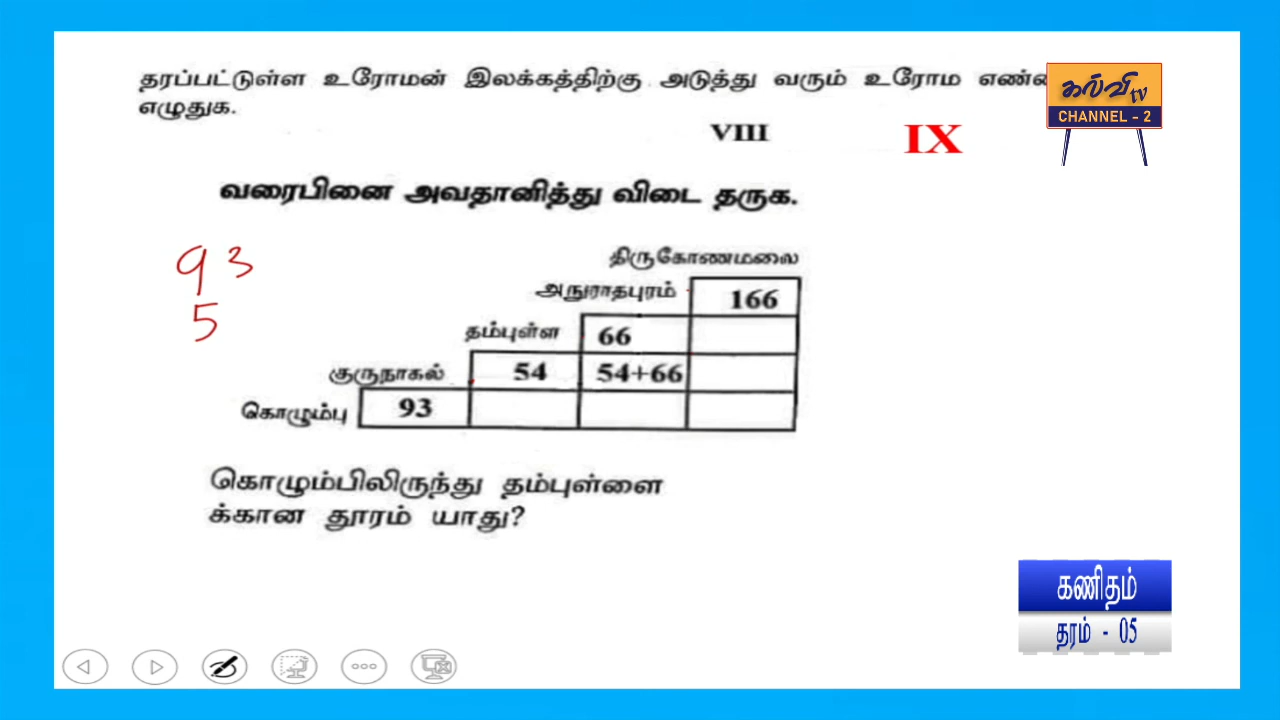 தரப்பட்டுள்ள உரோமன் இலக்கத்திற்கு அடுத்து வரும் உரோம
எழுதுக.
VIII IX
கல்வி tv
CHANNEL - 2
வரைபினை அவதானித்து விடை தருக.
93
5
திருகோணமலை
அநுராதபுரம் 166
தம்புள்ள 66
குருநாகல் 54 54+66
கொழும்பு 93
கொழும்பிலிருந்து தம்புள்ளை
க்கான தூரம் யாது?
கணிதம்
தரம் - 05